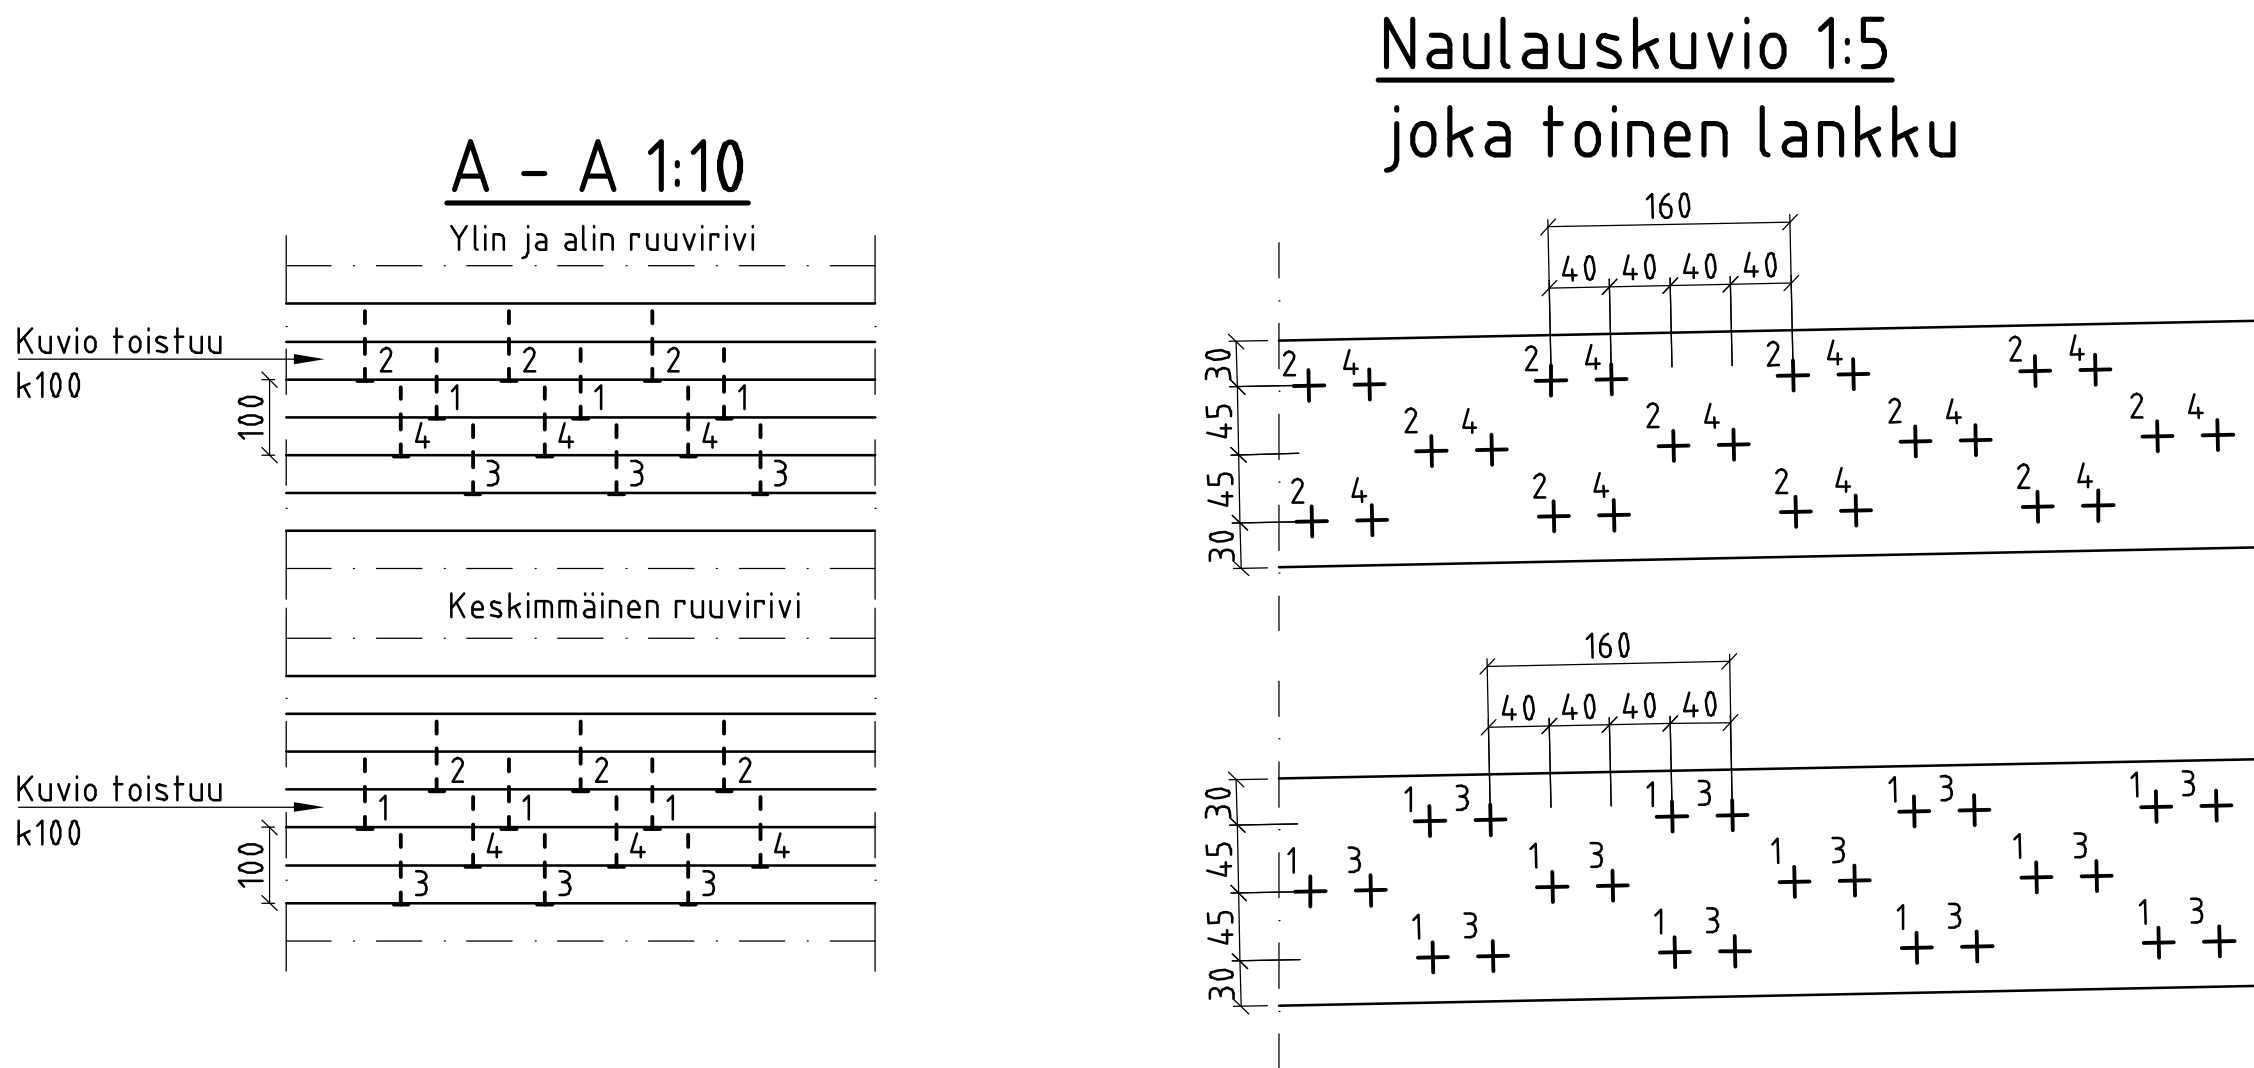 A - A 1:10
Ylin ja alin ruuvirivi
Kuvio toistuu
k100
100
2 2 2
1 1 1
4 4 4
3 3 3
Keskimmäinen ruuvirivi
Kuvio toistuu
k100
100
2 2 2
1 1 1
4 4 4
3 3 3
Naulauskuvio 1:5
joka toinen lankku
160
40 40 40 40
30
45
45
30
2 4 2 4 2 4 2 4
2 4 2 4 2 4 2 4
2 4 2 4 2 4 2 4
160
40 40 40 40
30
45
45
30
1 3 1 3 1 3 1 3
1 3 1 3 1 3 1 3
1 3 1 3 1 3 1 3